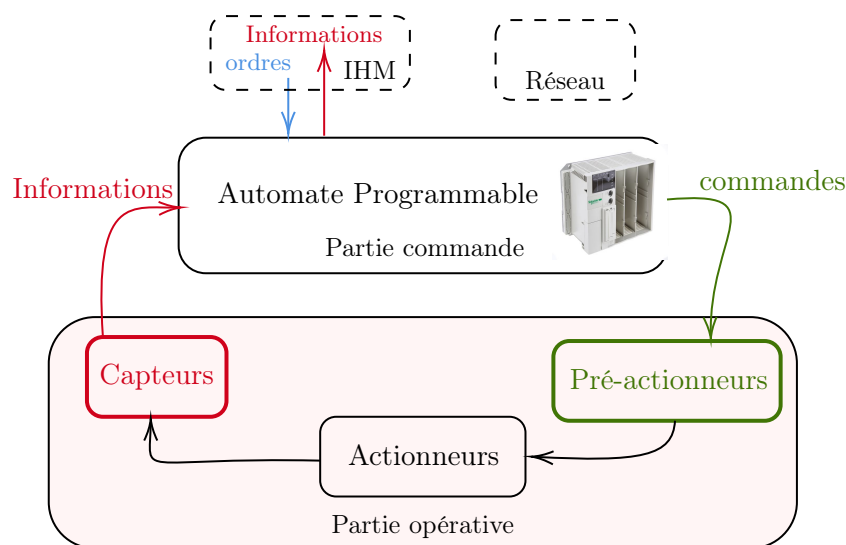 Informations
ordres
IHM
Réseau
Informations
Automate Programmable
commandes
Partie commande
Capteurs
Pré-actionneurs
Actionneurs
Partie opérative